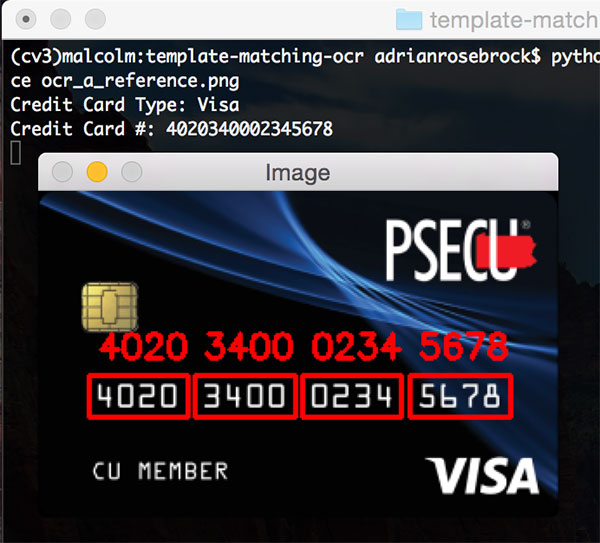 template-match
(cv3)malcolm:template-matching-ocr adrianrosebrock$ pytho
ce ocr_a_reference.png
Credit Card Type: Visa
Credit Card #: 4020340002345678
Image
PSECU®
4020 3400 0234 5678
4020 3400 0234 5678
CU MEMBER
VISA